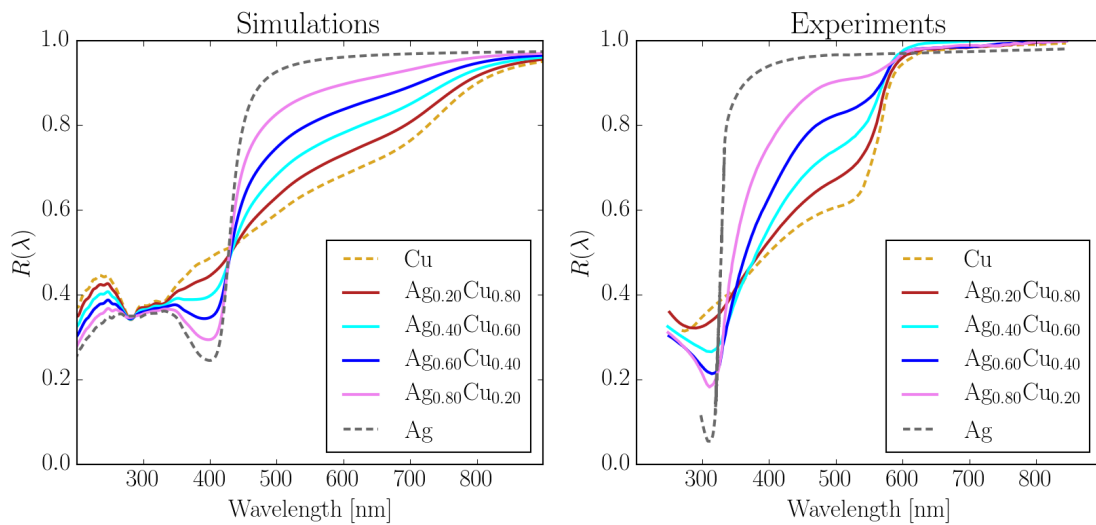 Simulations
1.0
0.8
0.6
0.4
0.2
0.0
R(λ)
300 400 500 600 700 800
Wavelength [nm]
Cu
Ag0.20Cu0.80
Ag0.40Cu0.60
Ag0.60Cu0.40
Ag0.80Cu0.20
Ag
Experiments
1.0
0.8
0.6
0.4
0.2
0.0
R(λ)
300 400 500 600 700 800
Wavelength [nm]
Cu
Ag0.20Cu0.80
Ag0.40Cu0.60
Ag0.60Cu0.40
Ag0.80Cu0.20
Ag